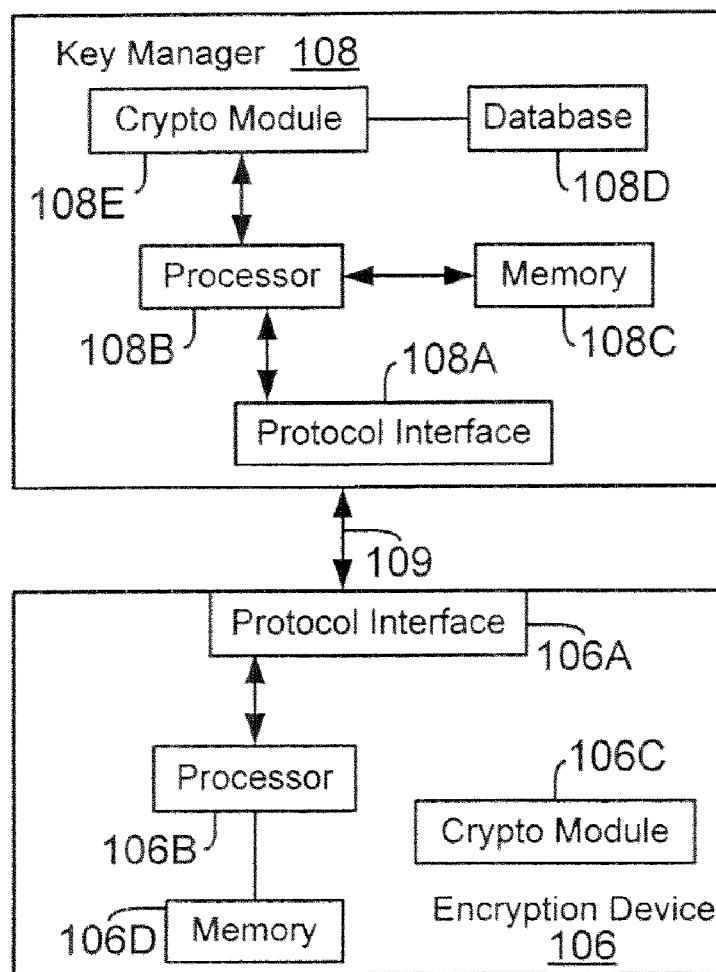 Key Manager 108
Crypto Module
Database
108E
108D
Processor
Memory
108B
108C
108A
Protocol Interface
109
Protocol Interface
106A
Processor
106C
106B
Crypto Module
106D
Memory
Encryption Device
106